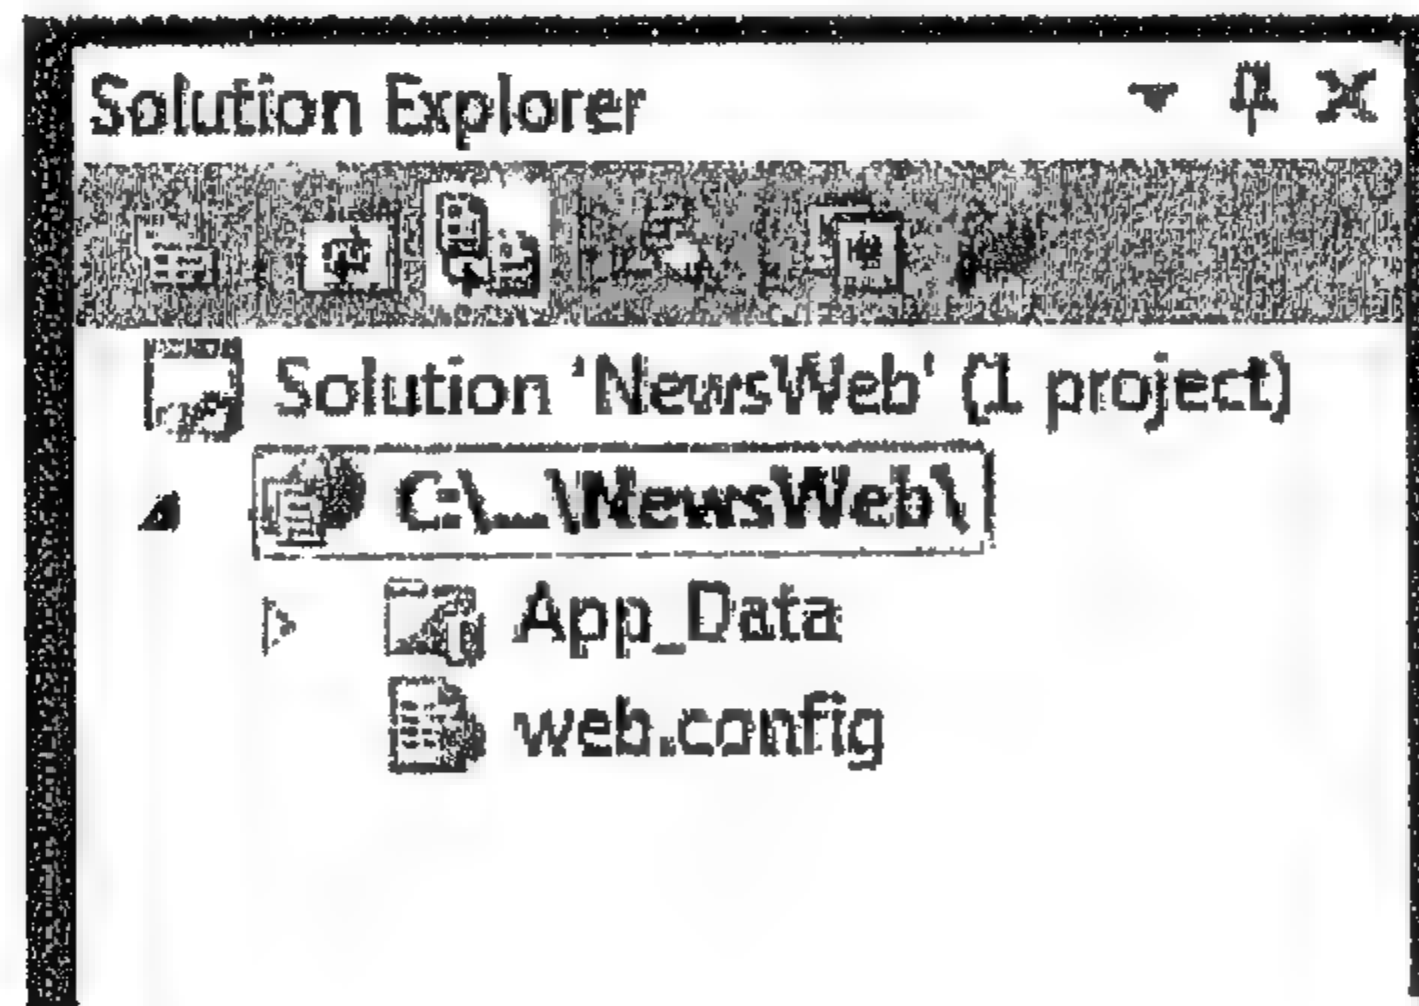 Solution Explorer
Solution 'NewsWeb' (1 project)
C:\...\NewsWeb\
App_Data
web.config